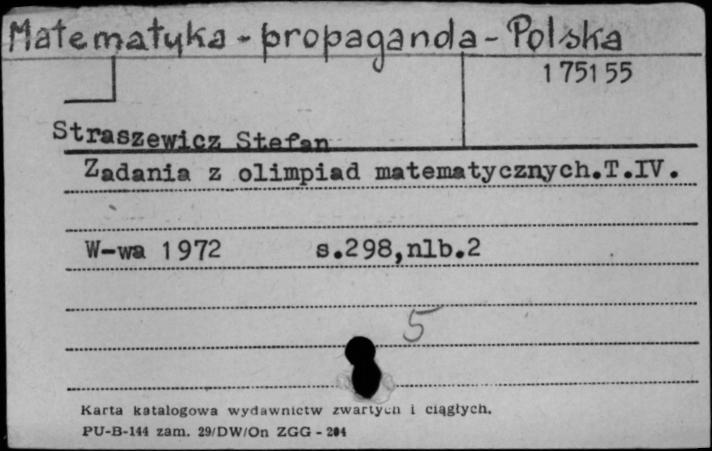 Matematyka - propaganda - Polska
175155
Straszewicz Stefan
Zadania z olimpiad matematycznych.T.IV.
W-wa 1972 s.298,nlb.2
5
Karta katalogowa wydawnictw zwartych i ciągłych.
PU-B-144 zam. 29/DW/On ZGG - 204